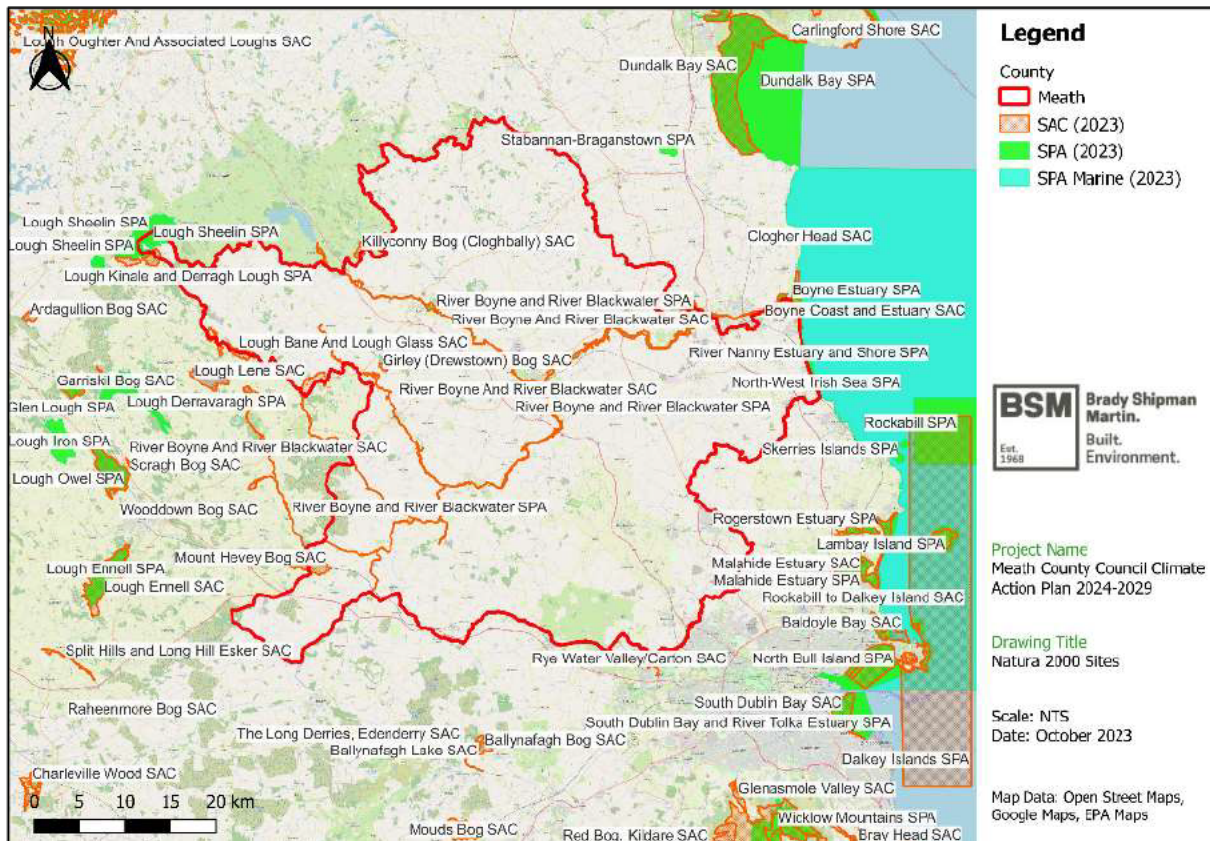 Lough Oughter And Associated Loughs SAC
N
Carlingford Shore SAC
Dundalk Bay SAC
Dundalk Bay SPA
Stabannan-Braganstown SPA
Lough Sheelin SPA
Lough Sheelin SPA
Lough Sheelin SPA
Killyconny Bog (Cloghbally) SAC
Clogher Head SAC
Lough Kinale and Derragh Lough SPA
Boyne Estuary SPA
River Boyne and River Blackwater SPA
Ardagullion Bog SAC
Boyne Coast and Estuary SAC
River Boyne And River Blackwater SAC
Lough Bane And Lough Glass SAC
River Nanny Estuary and Shore SPA
Girley (Drewstown) Bog SAC
Lough Lene SAC
Garriskil Bog SAC
North-West Irish Sea SPA
River Boyne And River Blackwater SAC
Lough Derravaragh SPA
Glen Lough SPA
River Boyne and River Blackwater SPA
Rockabill SPA
Lough Iron SPA
River Boyne And River Blackwater SAC
Skerries Islands SPA
Scragh Bog SAC
Lough Owel SPA
Wooddown Bog SAC
River Boyne and River Blackwater SPA
Rogerstown Estuary SPA
Lambay Island SPA
Mount Hevey Bog SAC
Malahide Estuary SAC
Lough Ennell SPA
Malahide Estuary SPA
Lough Ennell SAC
Rockabill to Dalkey Island SAC
Baldoyle Bay SAC
Split Hills and Long Hill Esker SAC
Rye Water Valley/Carton SAC
North Bull Island SPA
South Dublin Bay SAC
Raheenmore Bog SAC
South Dublin Bay and River Tolka Estuary SPA
The Long Derries, Edenderry SAC
Ballynafagh Bog SAC
Ballynafagh Lake SAC
Dalkey Islands SPA
Charleville Wood SAC
Glenasmole Valley SAC
0 5 10 15 20 km
Wicklow Mountains SPA
Mouds Bog SAC
Red Bog, Kildare SAC
Bray Head SAC
Legend
County
Meath
SAC (2023)
SPA (2023)
SPA Marine (2023)
BSM
Est.
1968
Brady Shipman
Martin.
Built.
Environment.
Project Name
Meath County Council Climate
Action Plan 2024-2029
Drawing Title
Natura 2000 Sites
Scale: NTS
Date: October 2023
Map Data: Open Street Maps,
Google Maps, EPA Maps